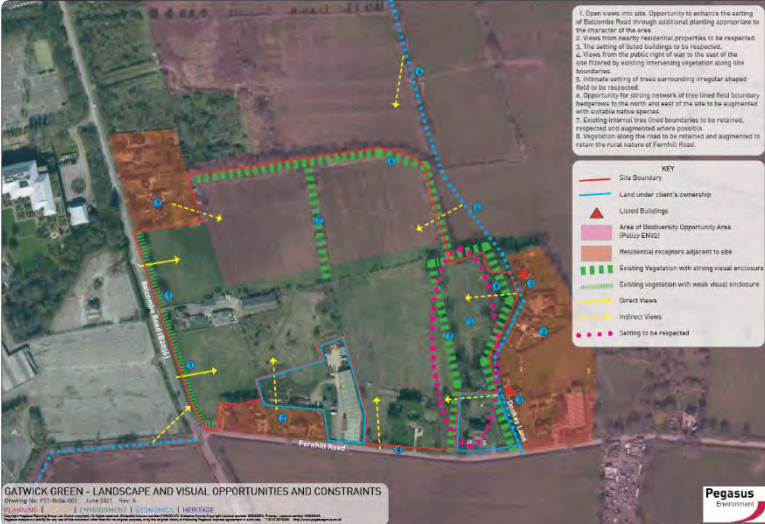 1. Open views into site, Opportunity to enhance the setting
of Balcombe Road through additional planting appropriate to
the character of the area.
2. Views from nearby residential properties to be respected.
3. The setting of listed buildings to be respected.
4. Views from the public right of way to the east of the
site filtered by existing intervening vegetation along site
boundaries.
5. Intimate setting of trees surrounding irregular shaped
field to be respected.
6. Opportunity for strong network of tree lined field boundary
hedgerows to the north and east of the site to be augmented
with suitable native species.
7. Existing internal tree lined boundaries to be retained,
respected and augmented where possible.
8. Vegetation along the road to be retained and augmented to
retain the rural nature of Fernhill Road.
KEY
Site Boundary
Land under client's ownership
Listed Buildings
Area of Biodiversity Opportunity Area
(Policy ENV2)
Residential receptors adjacent to site
Existing Vegetation with strong visual enclosure
Existing vegetation with weak visual enclosure
Direct Views
Indirect Views
Setting to be respected
Balcombe Road (B2036)
Fernhill Road
Donkey Lane
GATWICK GREEN - LANDSCAPE AND VISUAL OPPORTUNITIES AND CONSTRAINTS
June 2021 Rev: A
PLANNING | DESIGN | ENVIRONMENT | ECONOMICS | HERITAGE
Pegasus
Environment